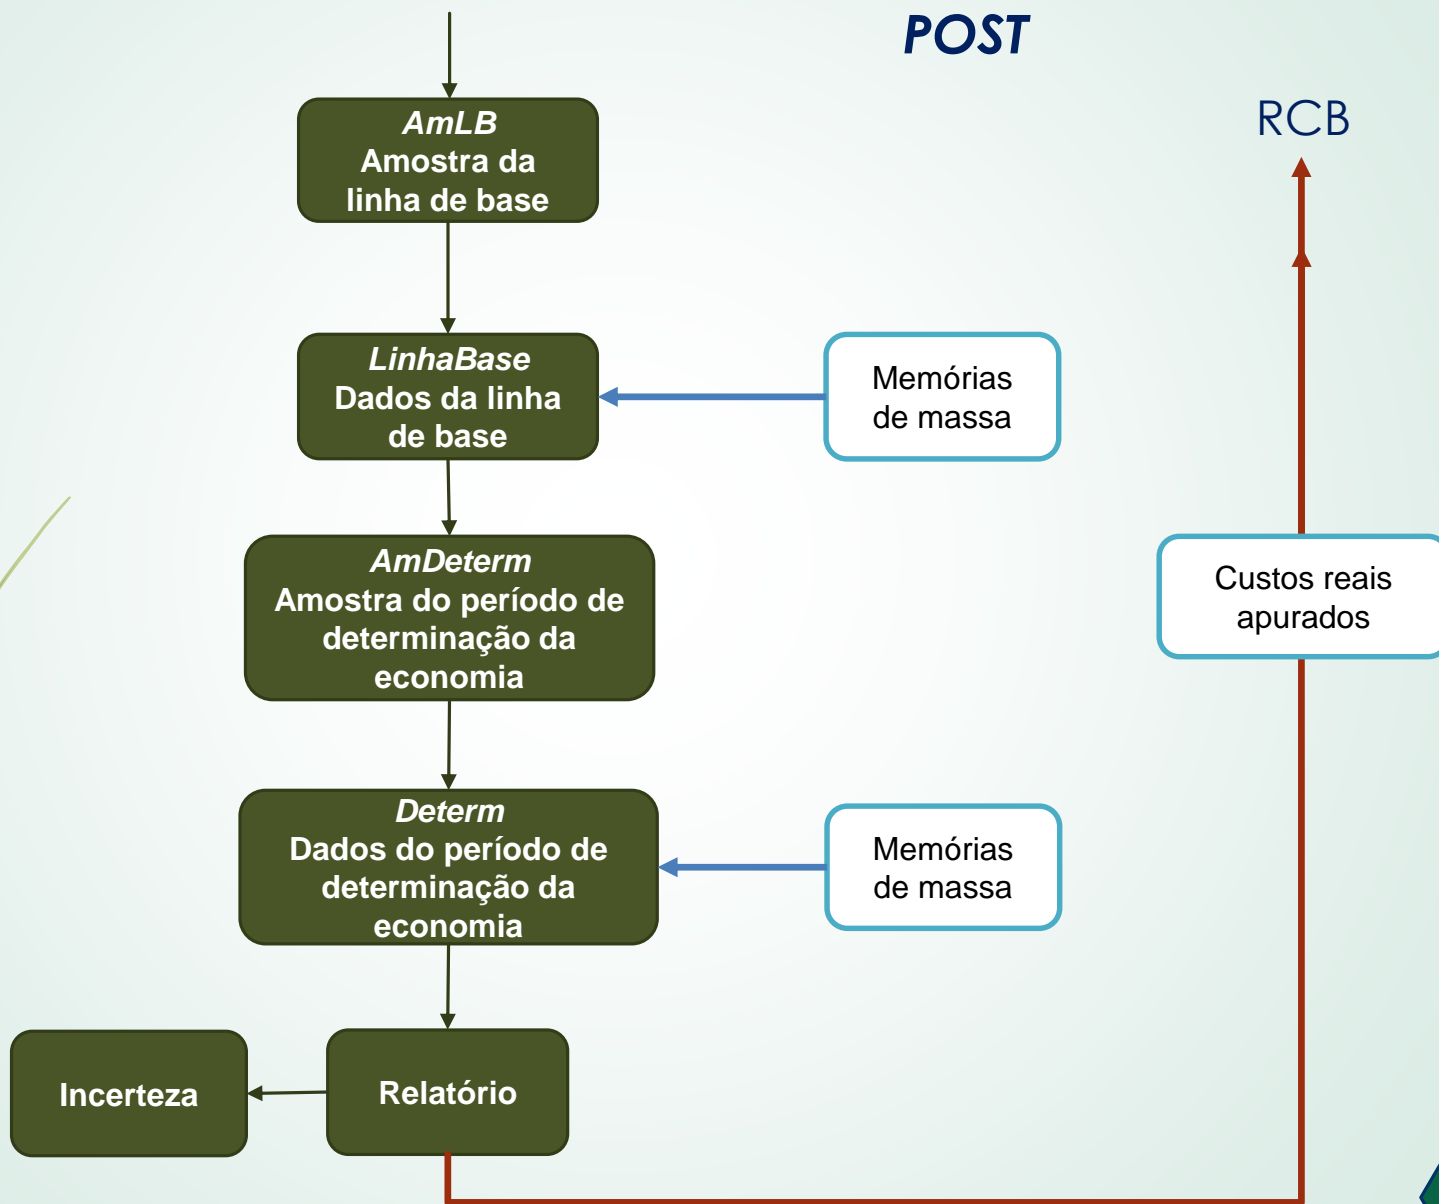 POST
RCB
AmLB
Amostra da
linha de base
LinhaBase
Dados da linha
de base
Memórias
de massa
AmDeterm
Amostra do período de
determinação da
economia
Custos reais
apurados
Determ
Dados do período de
determinação da
economia
Memórias
de massa
Incerteza
Relatório